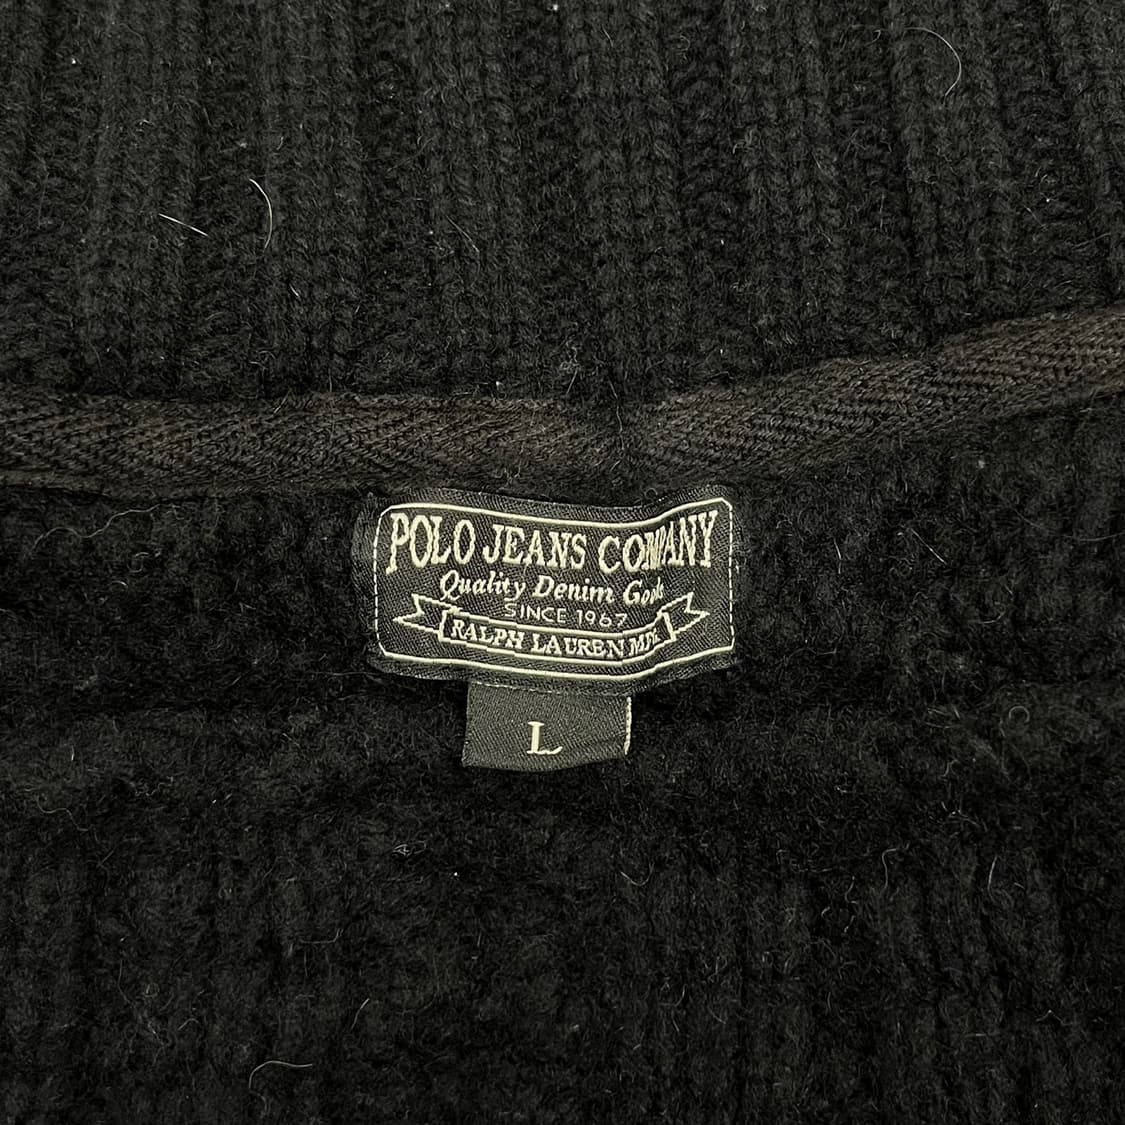 POLO JEANS COMPANY
Quality Denim Goods
SINCE 1967
RALPH LAUREN MFG
L